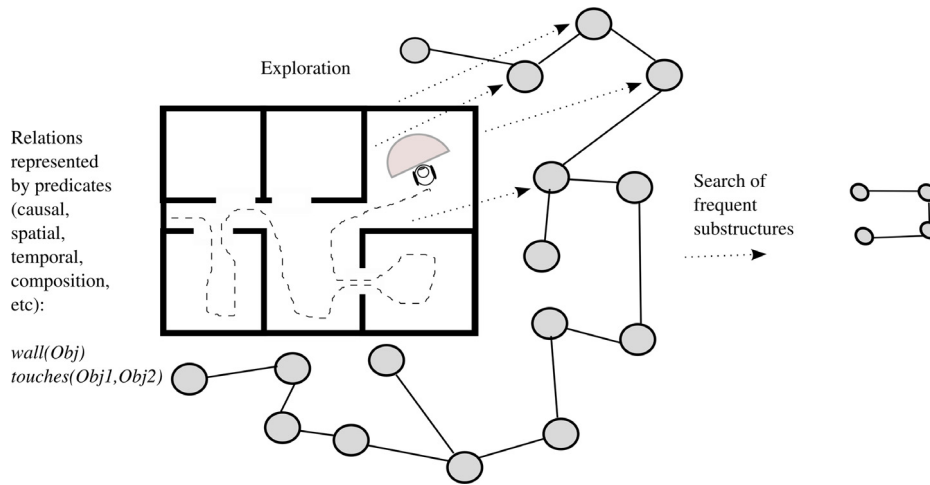 Exploration
Relations
represented
by predicates
(causal,
spatial,
temporal,
composition,
etc):
wall(Obj)
touches(Obj1,Obj2)
Search of
frequent
substructures